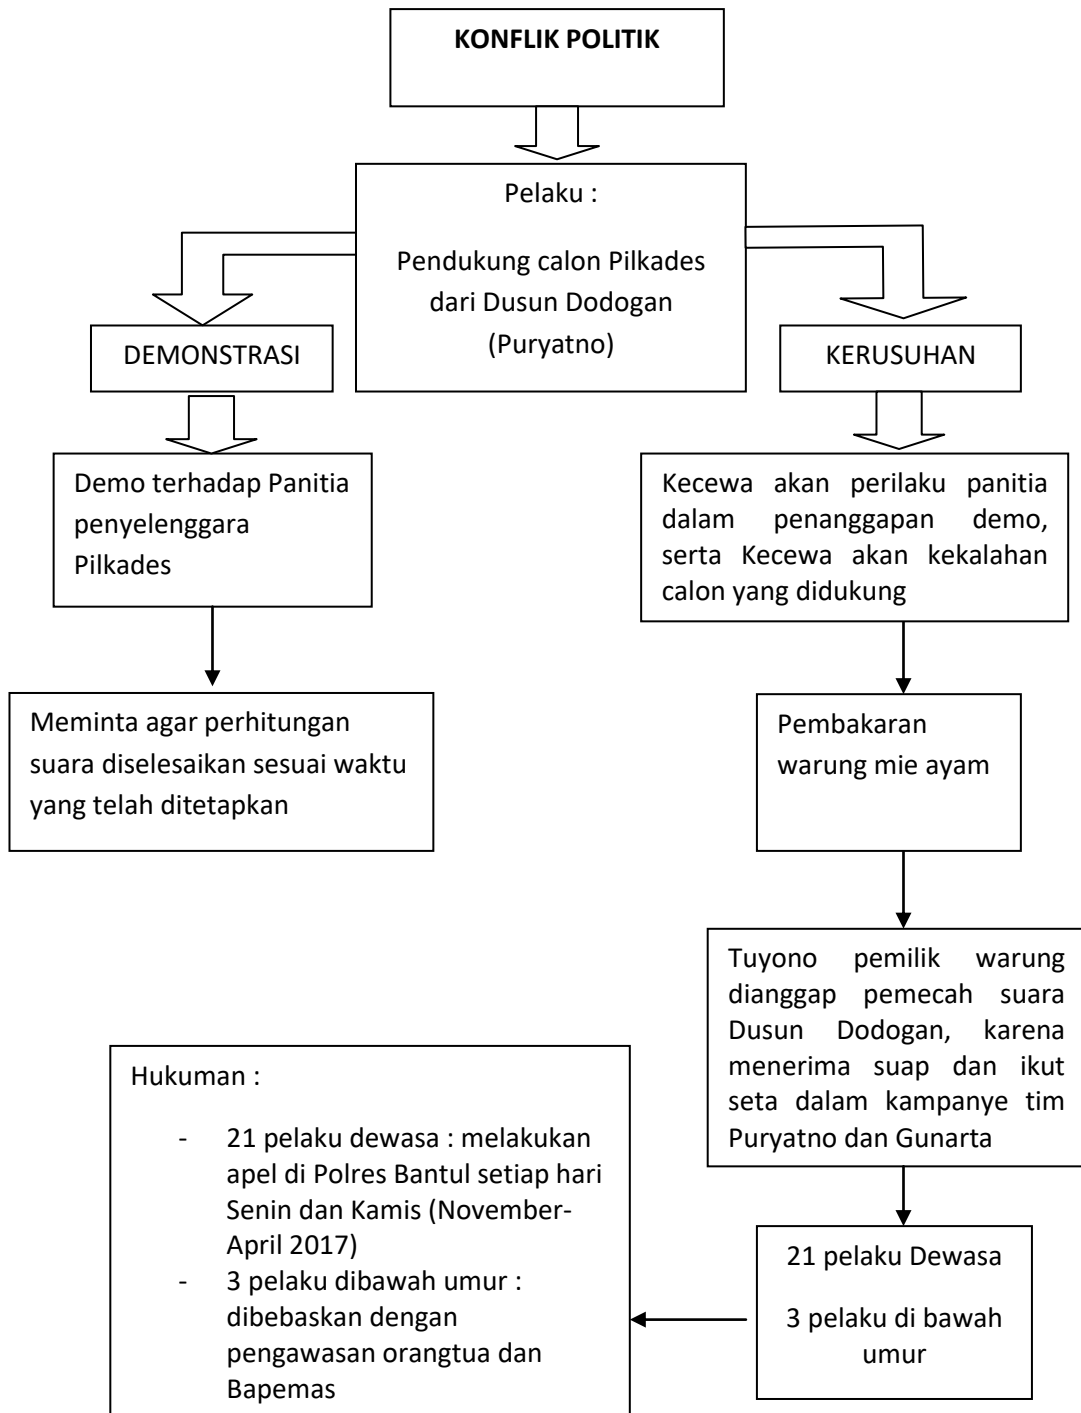 KONFLIK POLITIK
Pelaku :
Pendukung calon Pilkades
dari Dusun Dodogan
(Puryatno)
DEMONSTRASI
KERUSUHAN
Demo terhadap Panitia
penyelenggara
Pilkades
Kecewa akan perilaku panitia
dalam penanggapan demo,
serta Kecewa akan kekalahan
calon yang didukung
Meminta agar perhitungan
suara diselesaikan sesuai waktu
yang telah ditetapkan
Pembakaran
warung mie ayam
Tuyono pemilik warung
dianggap pemecah suara
Dusun Dodogan, karena
menerima suap dan ikut
seta dalam kampanye tim
Puryatno dan Gunarta
Hukuman :
- 21 pelaku dewasa : melakukan
apel di Polres Bantul setiap hari
Senin dan Kamis (November-
April 2017)
- 3 pelaku dibawah umur :
dibebaskan dengan
pengawasan orangtua dan
Bapemas
21 pelaku Dewasa
3 pelaku di bawah
umur